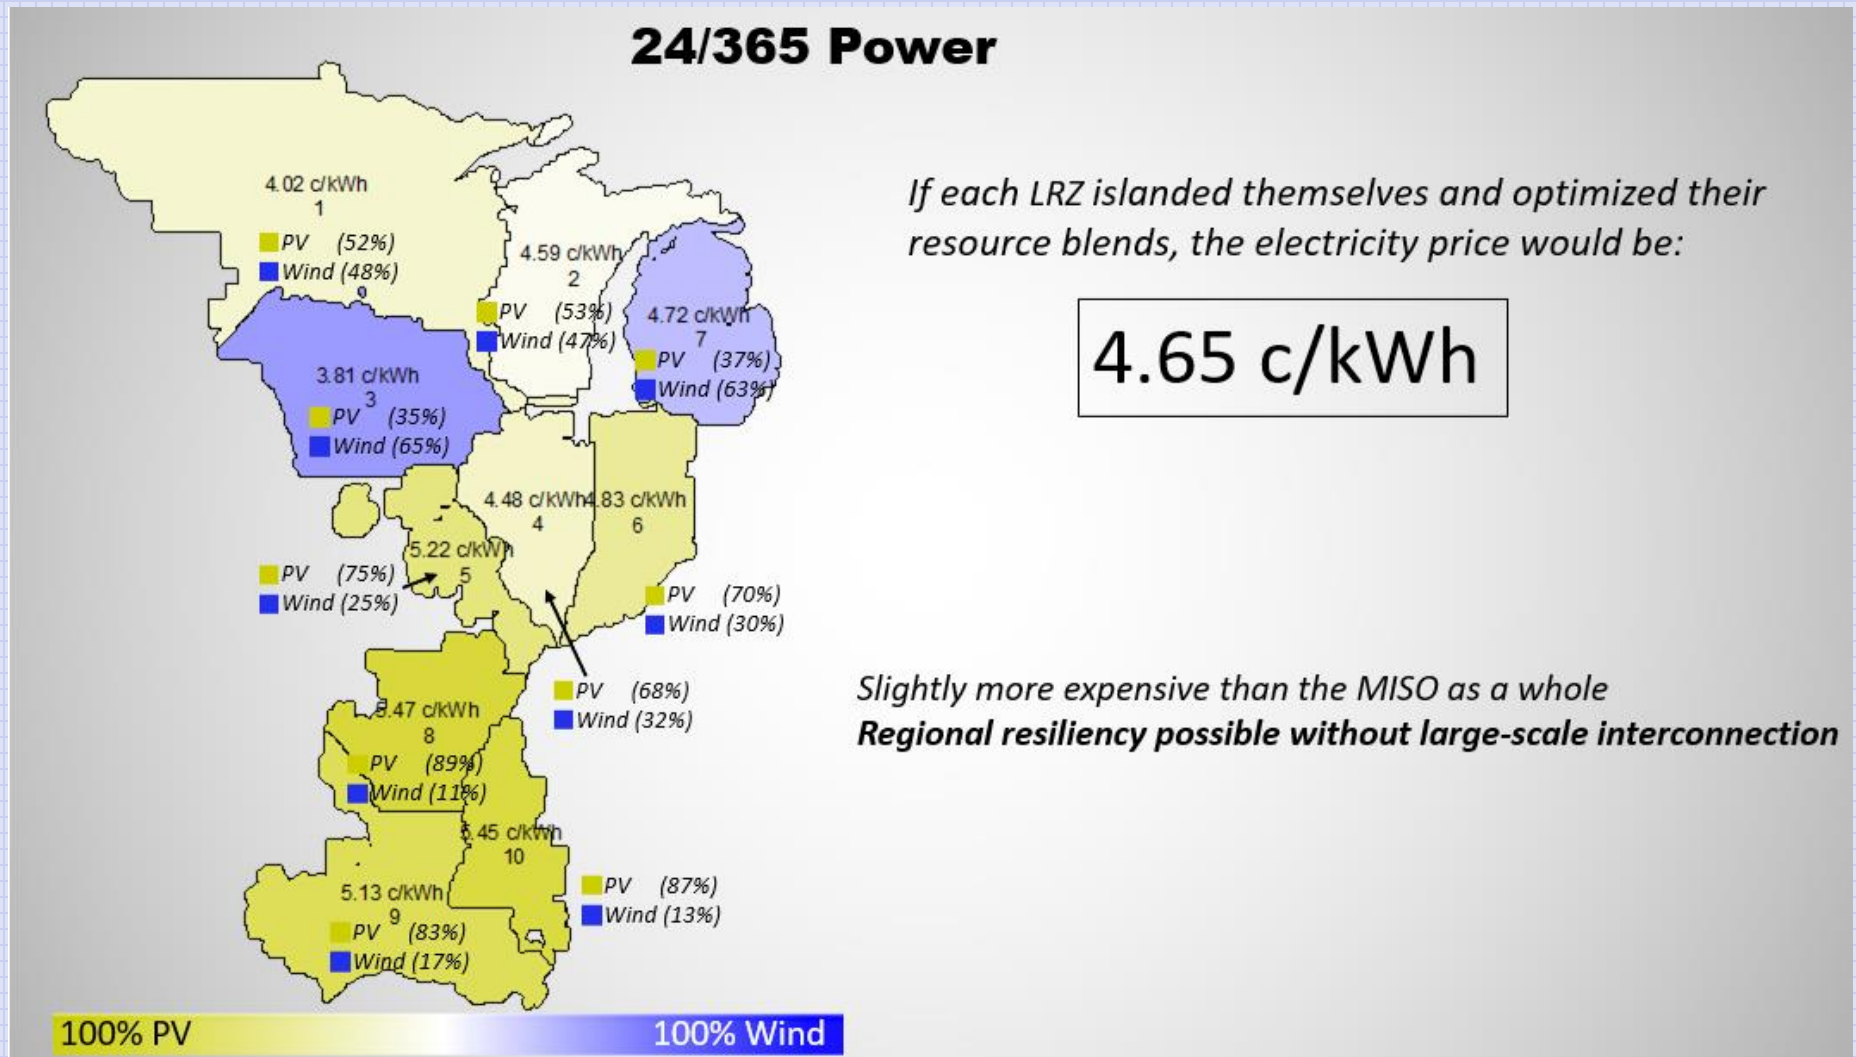 24/365 Power
4.02 c/kWh
1
PV (52%)
Wind (48%)
4.59 c/kWh
2
PV (53%)
Wind (47%)
4.72 c/kWh
7
PV (37%)
Wind (63%)
3.81 c/kWh
3
PV (35%)
Wind (65%)
4.48 c/kWh
4
4.83 c/kWh
6
5.22 c/kWh
5
PV (75%)
Wind (25%)
PV (70%)
Wind (30%)
PV (68%)
Wind (32%)
5.47 c/kWh
8
PV (89%)
Wind (11%)
5.45 c/kWh
10
PV (87%)
Wind (13%)
5.13 c/kWh
9
PV (83%)
Wind (17%)
100% PV
100% Wind
If each LRZ islanded themselves and optimized their
resource blends, the electricity price would be:
4.65 c/kWh
Slightly more expensive than the MISO as a whole
Regional resiliency possible without large-scale interconnection